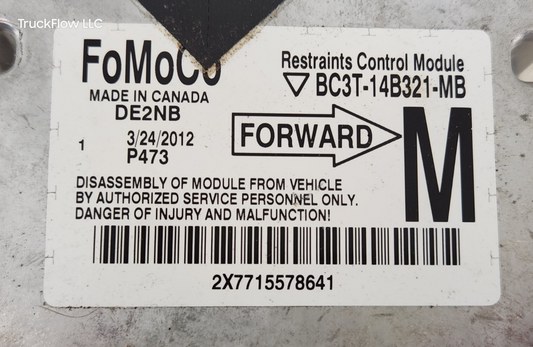 TruckFlow LLC
FoMoCo
MADE IN CANADA
DE2NB
3/24/2012
1
P473
Restraints Control Module
BC3T-14B321-MB
FORWARD
M
DISASSEMBLY OF MODULE FROM VEHICLE
BY AUTHORIZED SERVICE PERSONNEL ONLY.
DANGER OF INJURY AND MALFUNCTION!
2X7715578641